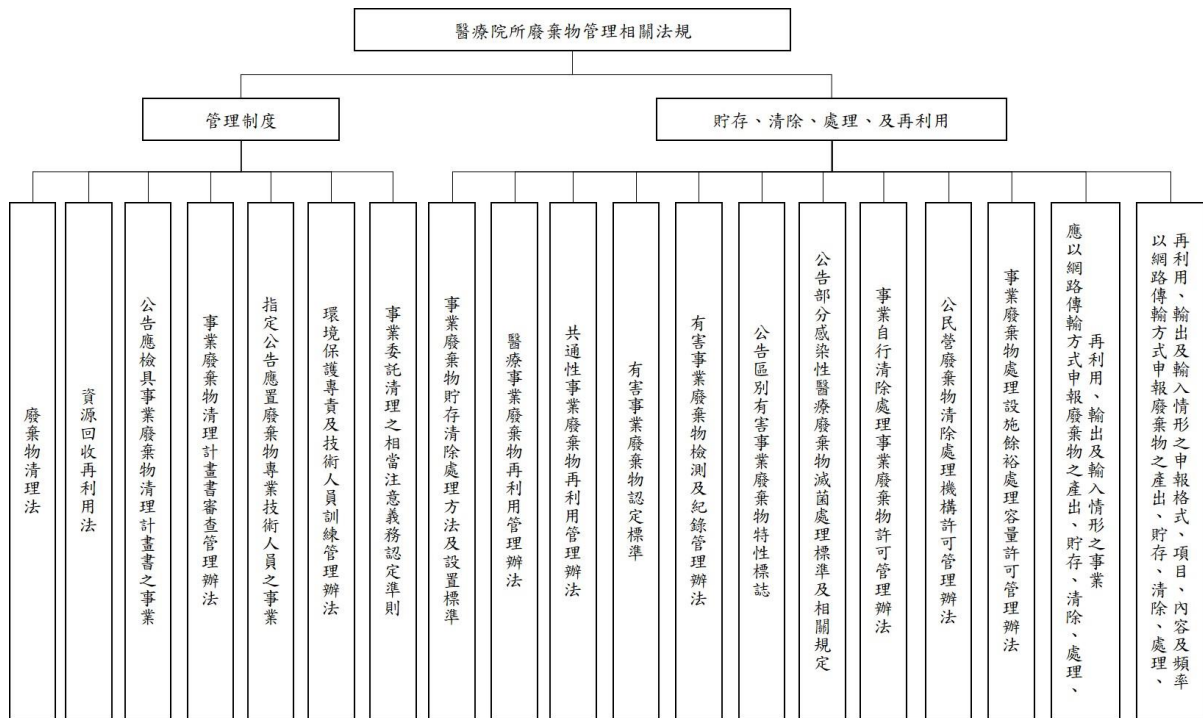 醫療院所廢棄物管理相關法規
管理制度
貯存、清除、處理、及再利用
廢棄物清理法
資源回收再利用法
公告應檢具事業廢棄物清理計畫書之事業
事業廢棄物清理計畫書審查管理辦法
指定公告應置廢棄物專業技術人員之事業
環境保護專責及技術人員訓練管理辦法
事業委託清理之相當注意義務認定準則
事業廢棄物貯存清除處理方法及設置標準
醫療事業廢棄物再利用管理辦法
共通性事業廢棄物再利用管理辦法
有害事業廢棄物認定標準
有害事業廢棄物檢測及紀錄管理辦法
公告區別有害事業廢棄物特性標誌
公告部分感染性醫療廢棄物滅菌處理標準及相關規定
事業自行清除處理事業廢棄物許可管理辦法
公民營廢棄物清除處理機構許可管理辦法
事業廢棄物處理設施餘裕處理容量許可管理辦法
應以網路傳輸方式申報廢棄物之產出、貯存、清除、處理、
再利用、輸出及輸入情形之事業
以網路傳輸方式申報廢棄物之產出、貯存、清除、處理、
再利用、輸出及輸入情形之申報格式、項目、內容及頻率